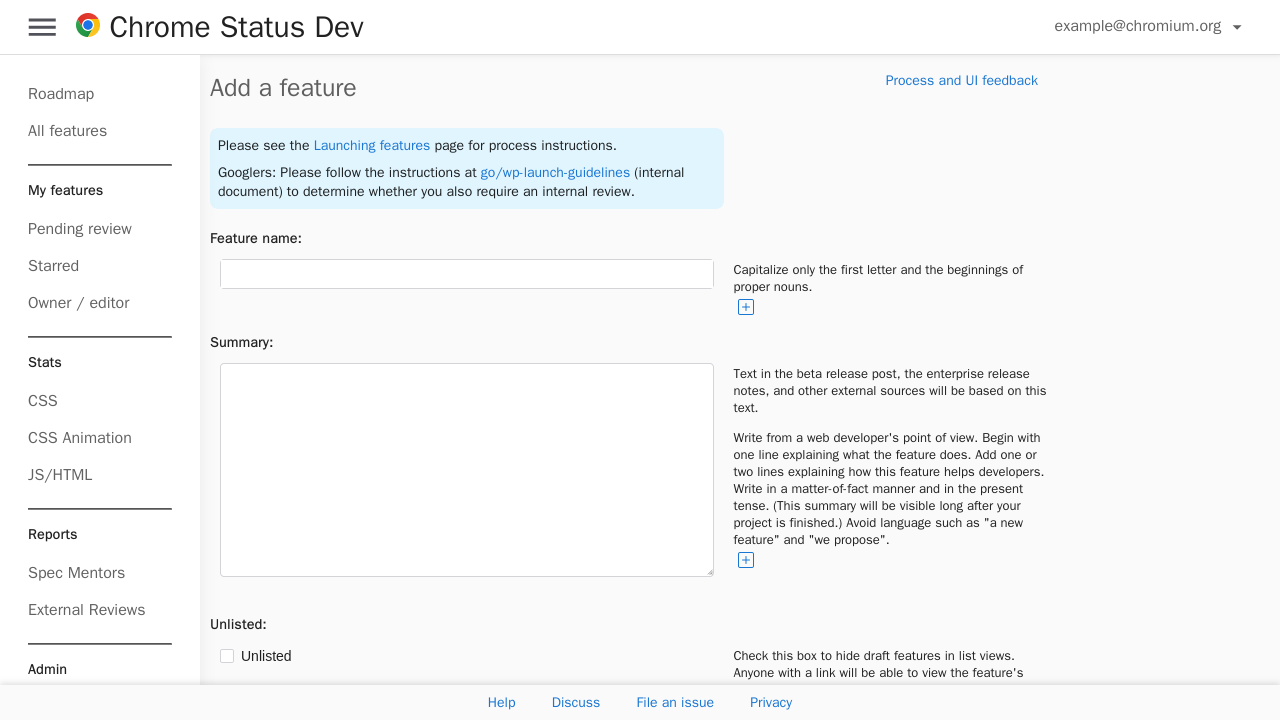 Chrome Status Dev
example@chromium.org
Roadmap
All features
My features
Pending review
Starred
Owner / editor
Stats
CSS
CSS Animation
JS/HTML
Reports
Spec Mentors
External Reviews
Admin
Add a feature
Process and UI feedback
Please see the Launching features page for process instructions.
Googlers: Please follow the instructions at go/wp-launch-guidelines (internal
document) to determine whether you also require an internal review.
Feature name:
Capitalize only the first letter and the beginnings of
proper nouns.
Summary:
Text in the beta release post, the enterprise release
notes, and other external sources will be based on this
text.
Write from a web developer's point of view. Begin with
one line explaining what the feature does. Add one or
two lines explaining how this feature helps developers.
Write in a matter-of-fact manner and in the present
tense. (This summary will be visible long after your
project is finished.) Avoid language such as "a new
feature" and "we propose".
Unlisted:
Unlisted
Check this box to hide draft features in list views.
Anyone with a link will be able to view the feature's
Help
Discuss
File an issue
Privacy